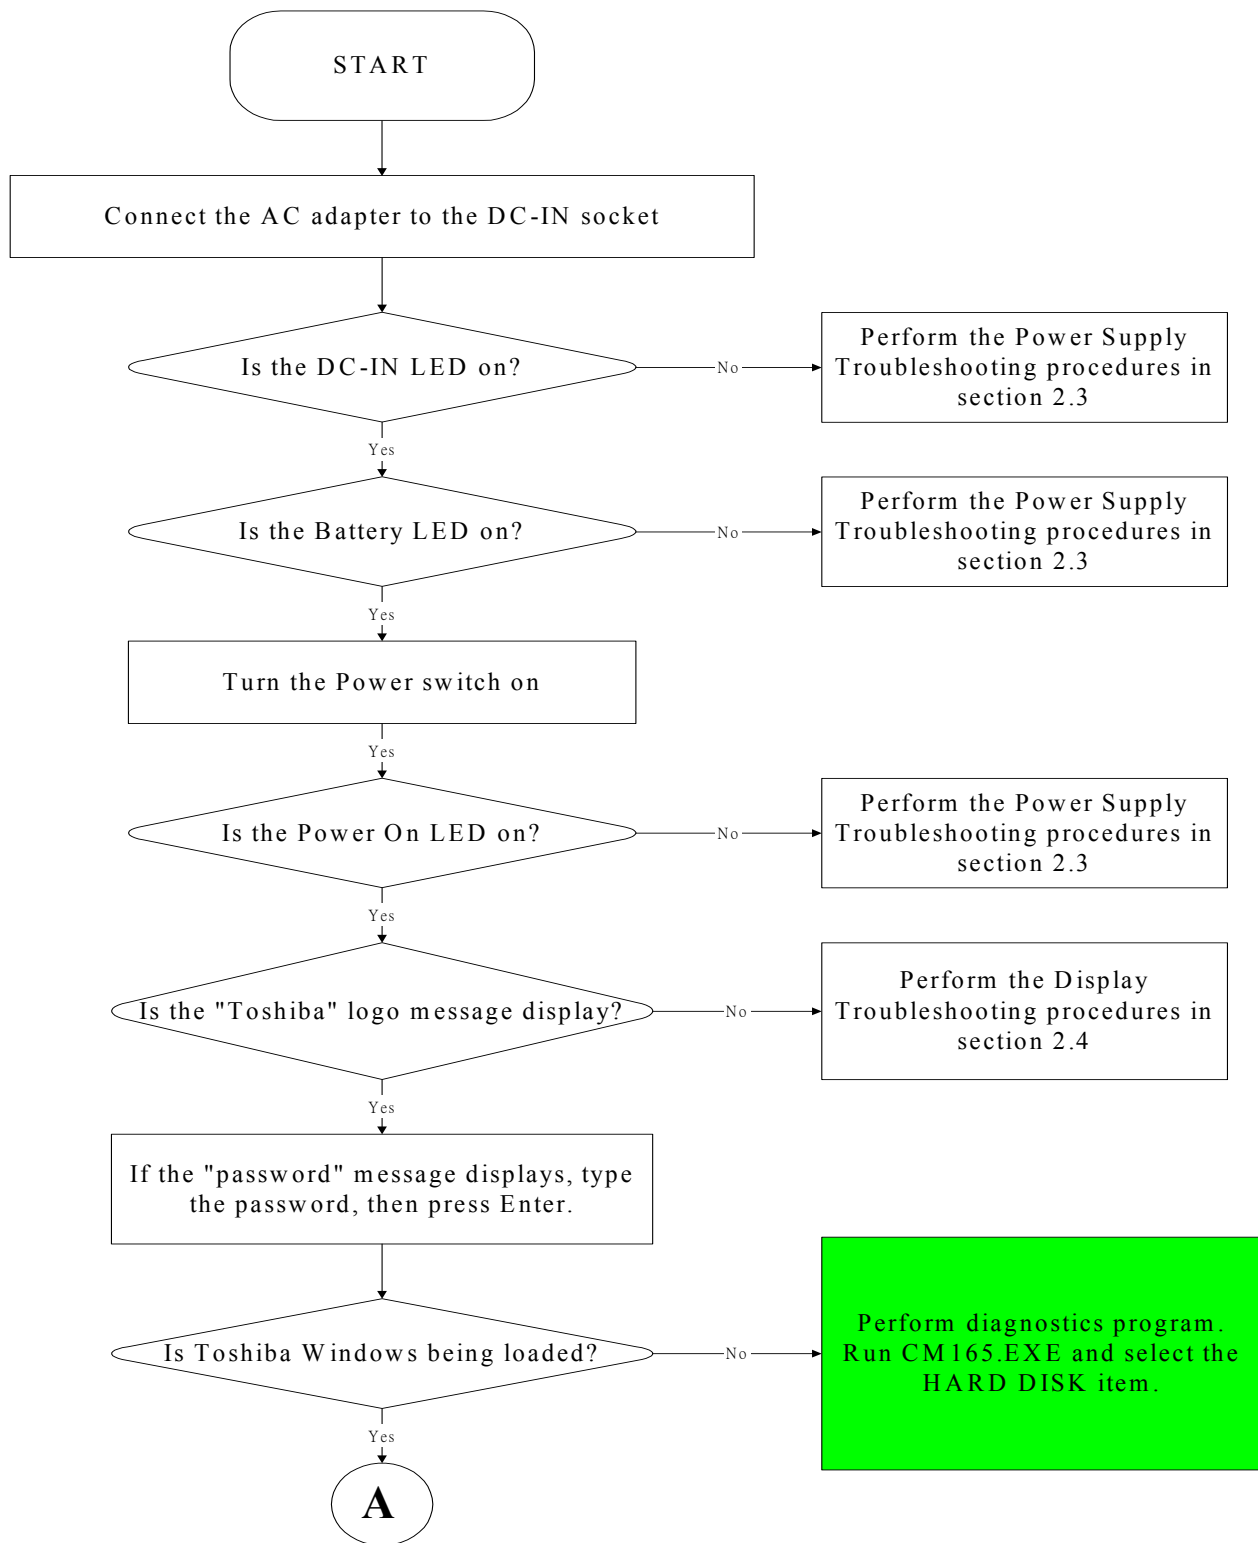 START
Connect the AC adapter to the DC-IN socket
Is the DC-IN LED on?
No
Perform the Power Supply
Troubleshooting procedures in
section 2.3
Yes
Is the Battery LED on?
No
Perform the Power Supply
Troubleshooting procedures in
section 2.3
Yes
Turn the Power switch on
Yes
Is the Power On LED on?
No
Perform the Power Supply
Troubleshooting procedures in
section 2.3
Yes
Is the "Toshiba" logo message display?
No
Perform the Display
Troubleshooting procedures in
section 2.4
Yes
If the "password" message displays, type
the password, then press Enter.
Is Toshiba Windows being loaded?
No
Perform diagnostics program.
Run CM165.EXE and select the
HARD DISK item.
Yes
A